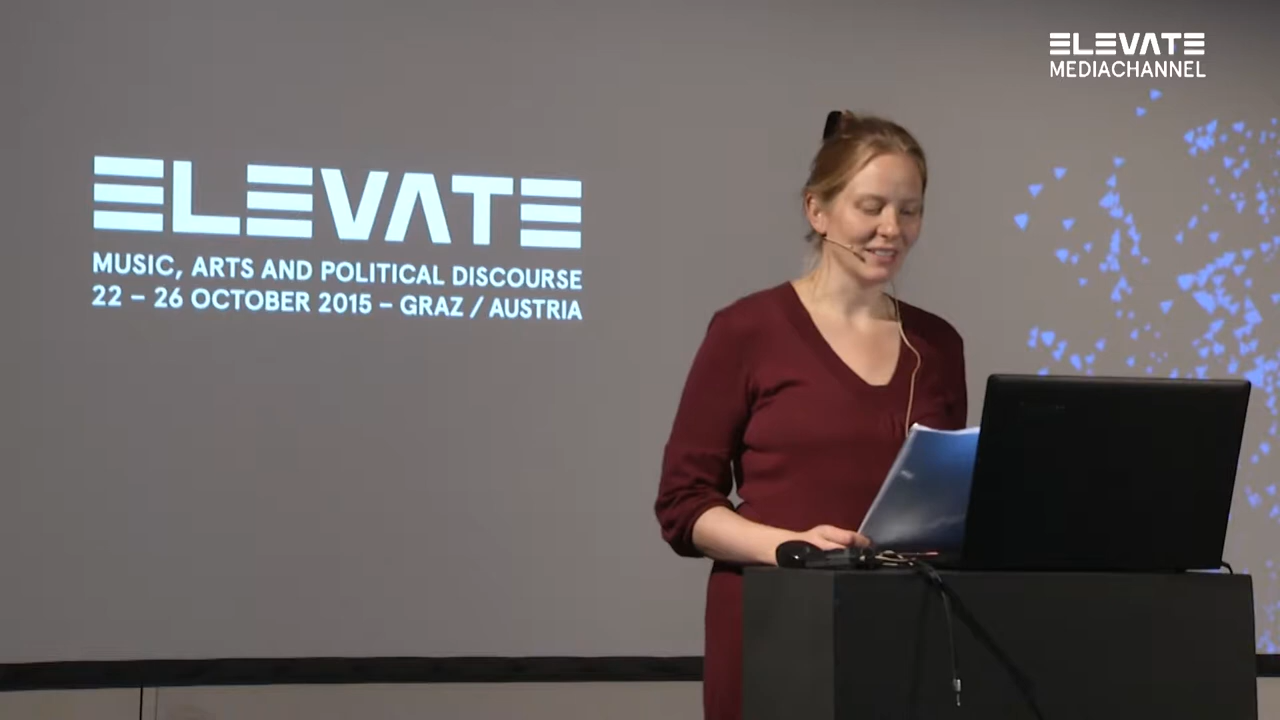 ELEVATE
MEDIACHANNEL
ELEVATE
MUSIC, ARTS AND POLITICAL DISCOURSE
22 – 26 OCTOBER 2015 – GRAZ / AUSTRIA